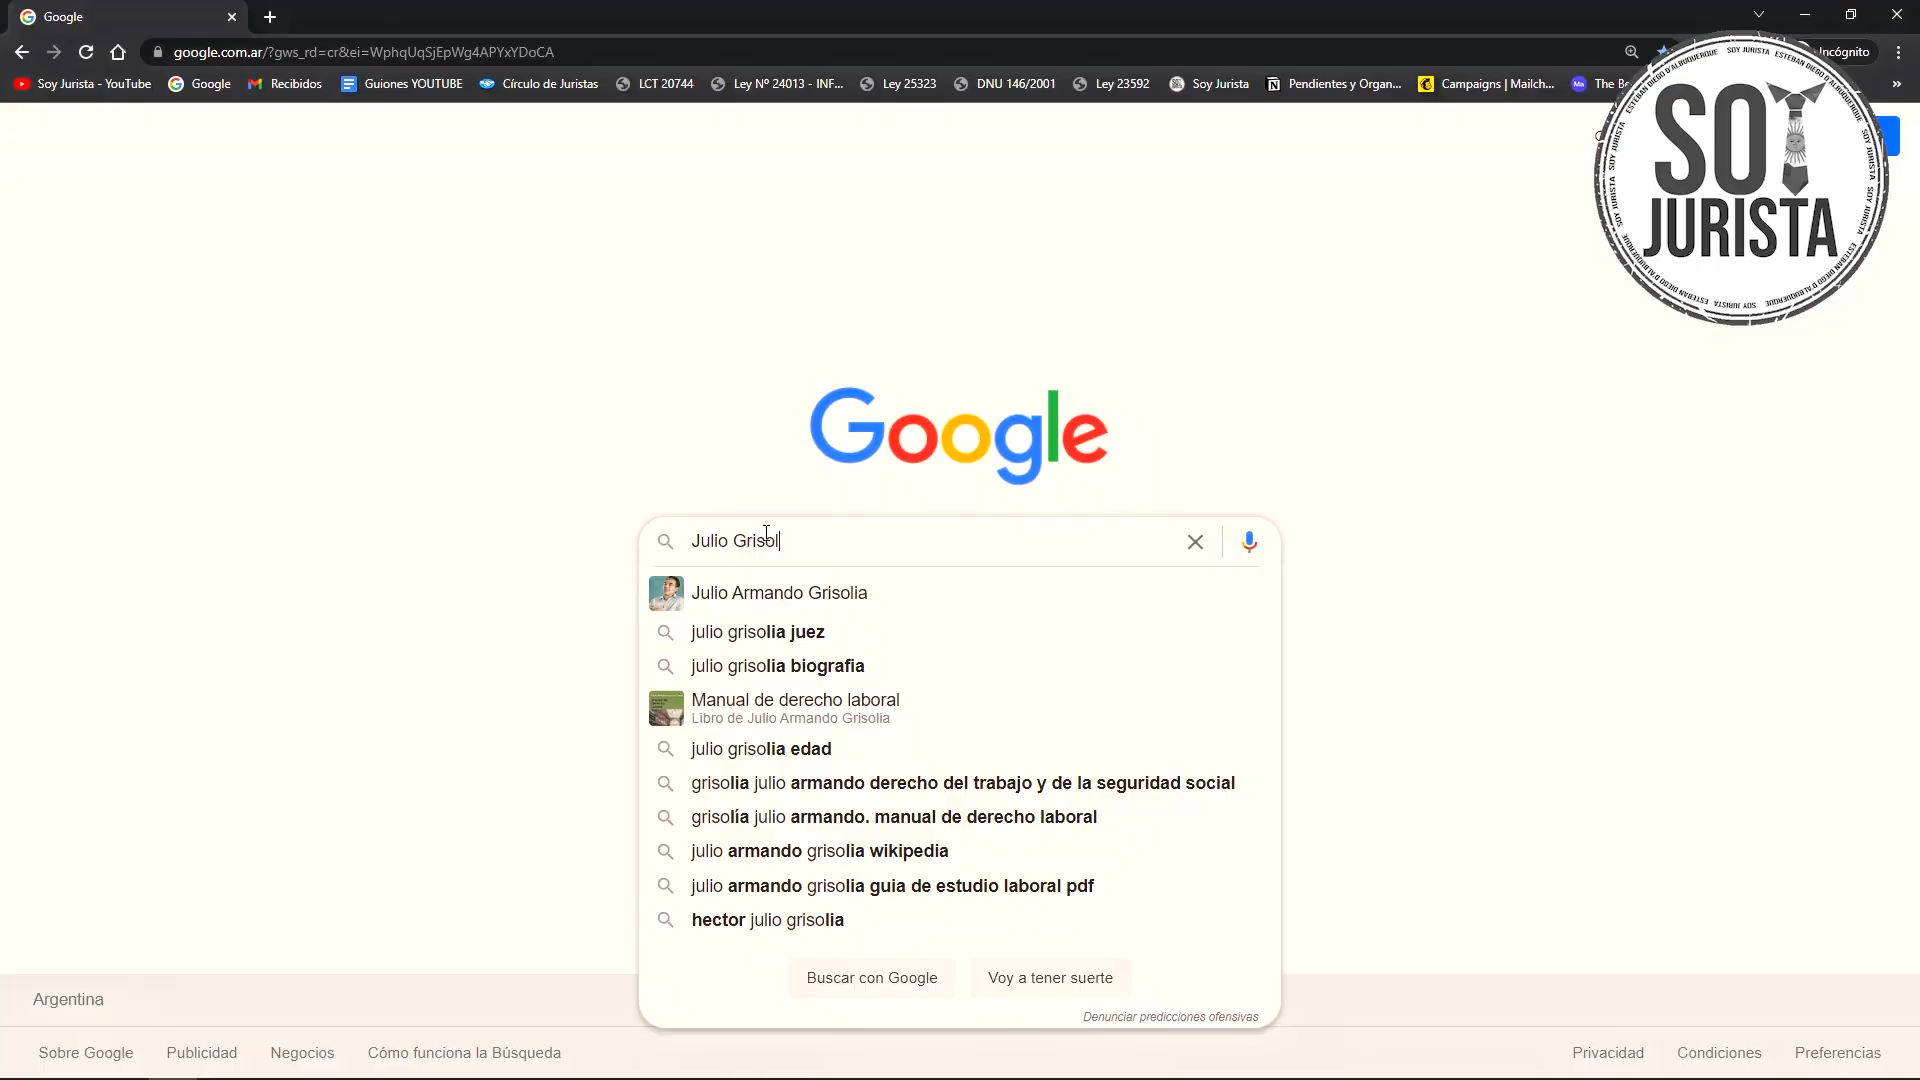 Google
google.com.ar/?gws_rd=cr&ei=WphqUqSjEpWg4APYxYDoCA
Incógnito
Soy Jurista - YouTube
Google
Recibidos
Guiones YOUTUBE
Círculo de Juristas
LCT 20744
Ley Nº 24013 - INF...
Ley 25323
DNU 146/2001
Ley 23592
Soy Jurista
Pendientes y Organ...
Campaigns | Mailch...
SOY JURISTA
ESTEBAN DIEGO D'ALBUQUERQUE
SOY
JURISTA
Google
Julio Grisol
Julio Armando Grisolia
julio grisolia juez
julio grisolia biografia
Manual de derecho laboral
Libro de Julio Armando Grisolia
julio grisolia edad
grisolia julio armando derecho del trabajo y de la seguridad social
grisolía julio armando. manual de derecho laboral
julio armando grisolia wikipedia
julio armando grisolia guia de estudio laboral pdf
hector julio grisolia
Buscar con Google
Voy a tener suerte
Denunciar predicciones ofensivas
Argentina
Sobre Google
Publicidad
Negocios
Cómo funciona la Búsqueda
Privacidad
Condiciones
Preferencias